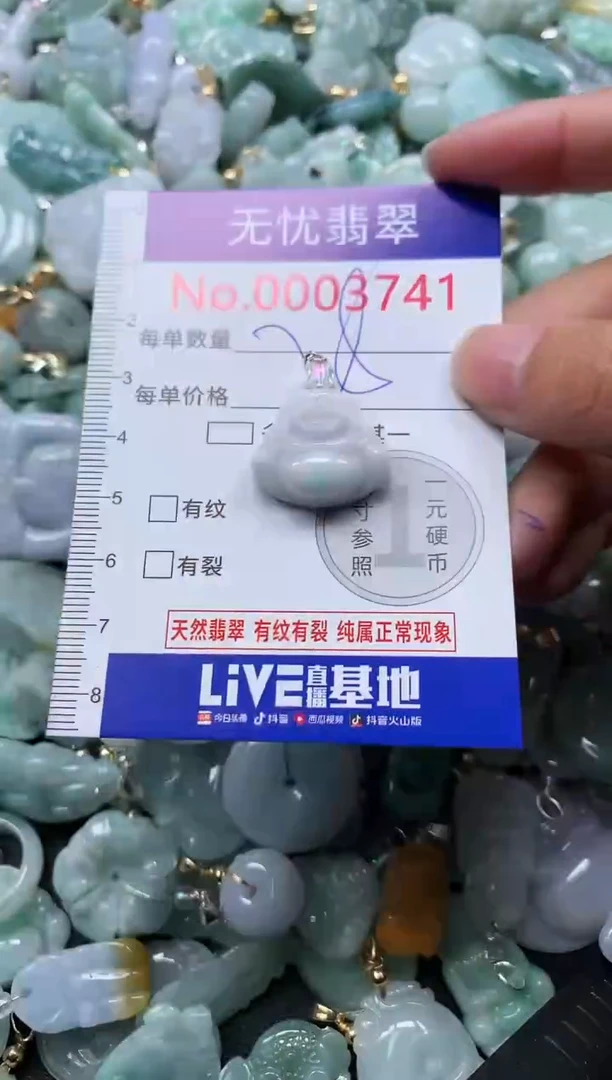 无忧翡翠
No.0003741
2
每单数量
3
每单价格
4
一
5
有纹
寸参照
1
一元硬币
6
有裂
7
天然翡翠 有纹有裂 纯属正常现象
8
LiVE直播基地
今日头条 抖音 西瓜视频 抖音火山版